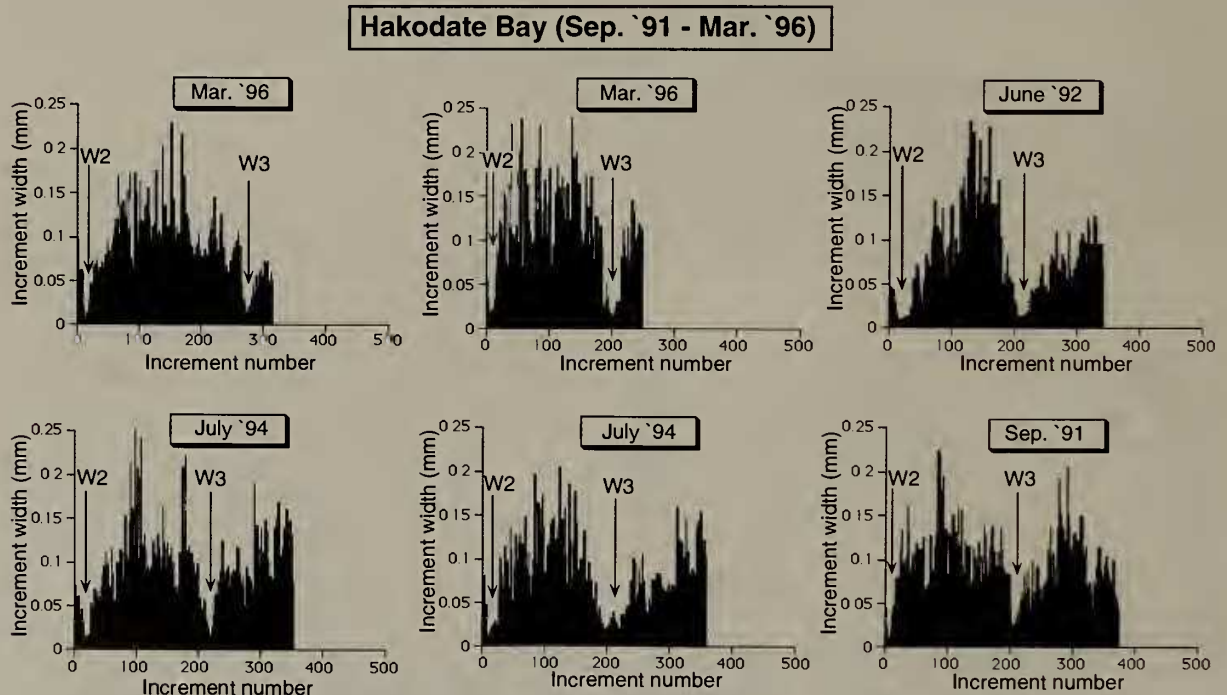 Hakodate Bay (Sep. `91 - Mar. `96)
Mar. `96
Increment width (mm)
0.25
0.2
0.15
0.1
0.05
0
W2
W3
0 100 200 300 400 500
Increment number
Mar. `96
Increment width (mm)
0.25
0.2
0.15
0.1
0.05
0
W2
W3
0 100 200 300 400 500
Increment number
June `92
Increment width (mm)
0.25
0.2
0.15
0.1
0.05
0
W2
W3
0 100 200 300 400 500
Increment number
July `94
Increment width (mm)
0.25
0.2
0.15
0.1
0.05
0
W2
W3
0 100 200 300 400 500
Increment number
July `94
Increment width (mm)
0.25
0.2
0.15
0.1
0.05
0
W2
W3
0 100 200 300 400 500
Increment number
Sep. `91
Increment width (mm)
0.25
0.2
0.15
0.1
0.05
0
W2
W3
0 100 200 300 400 500
Increment number